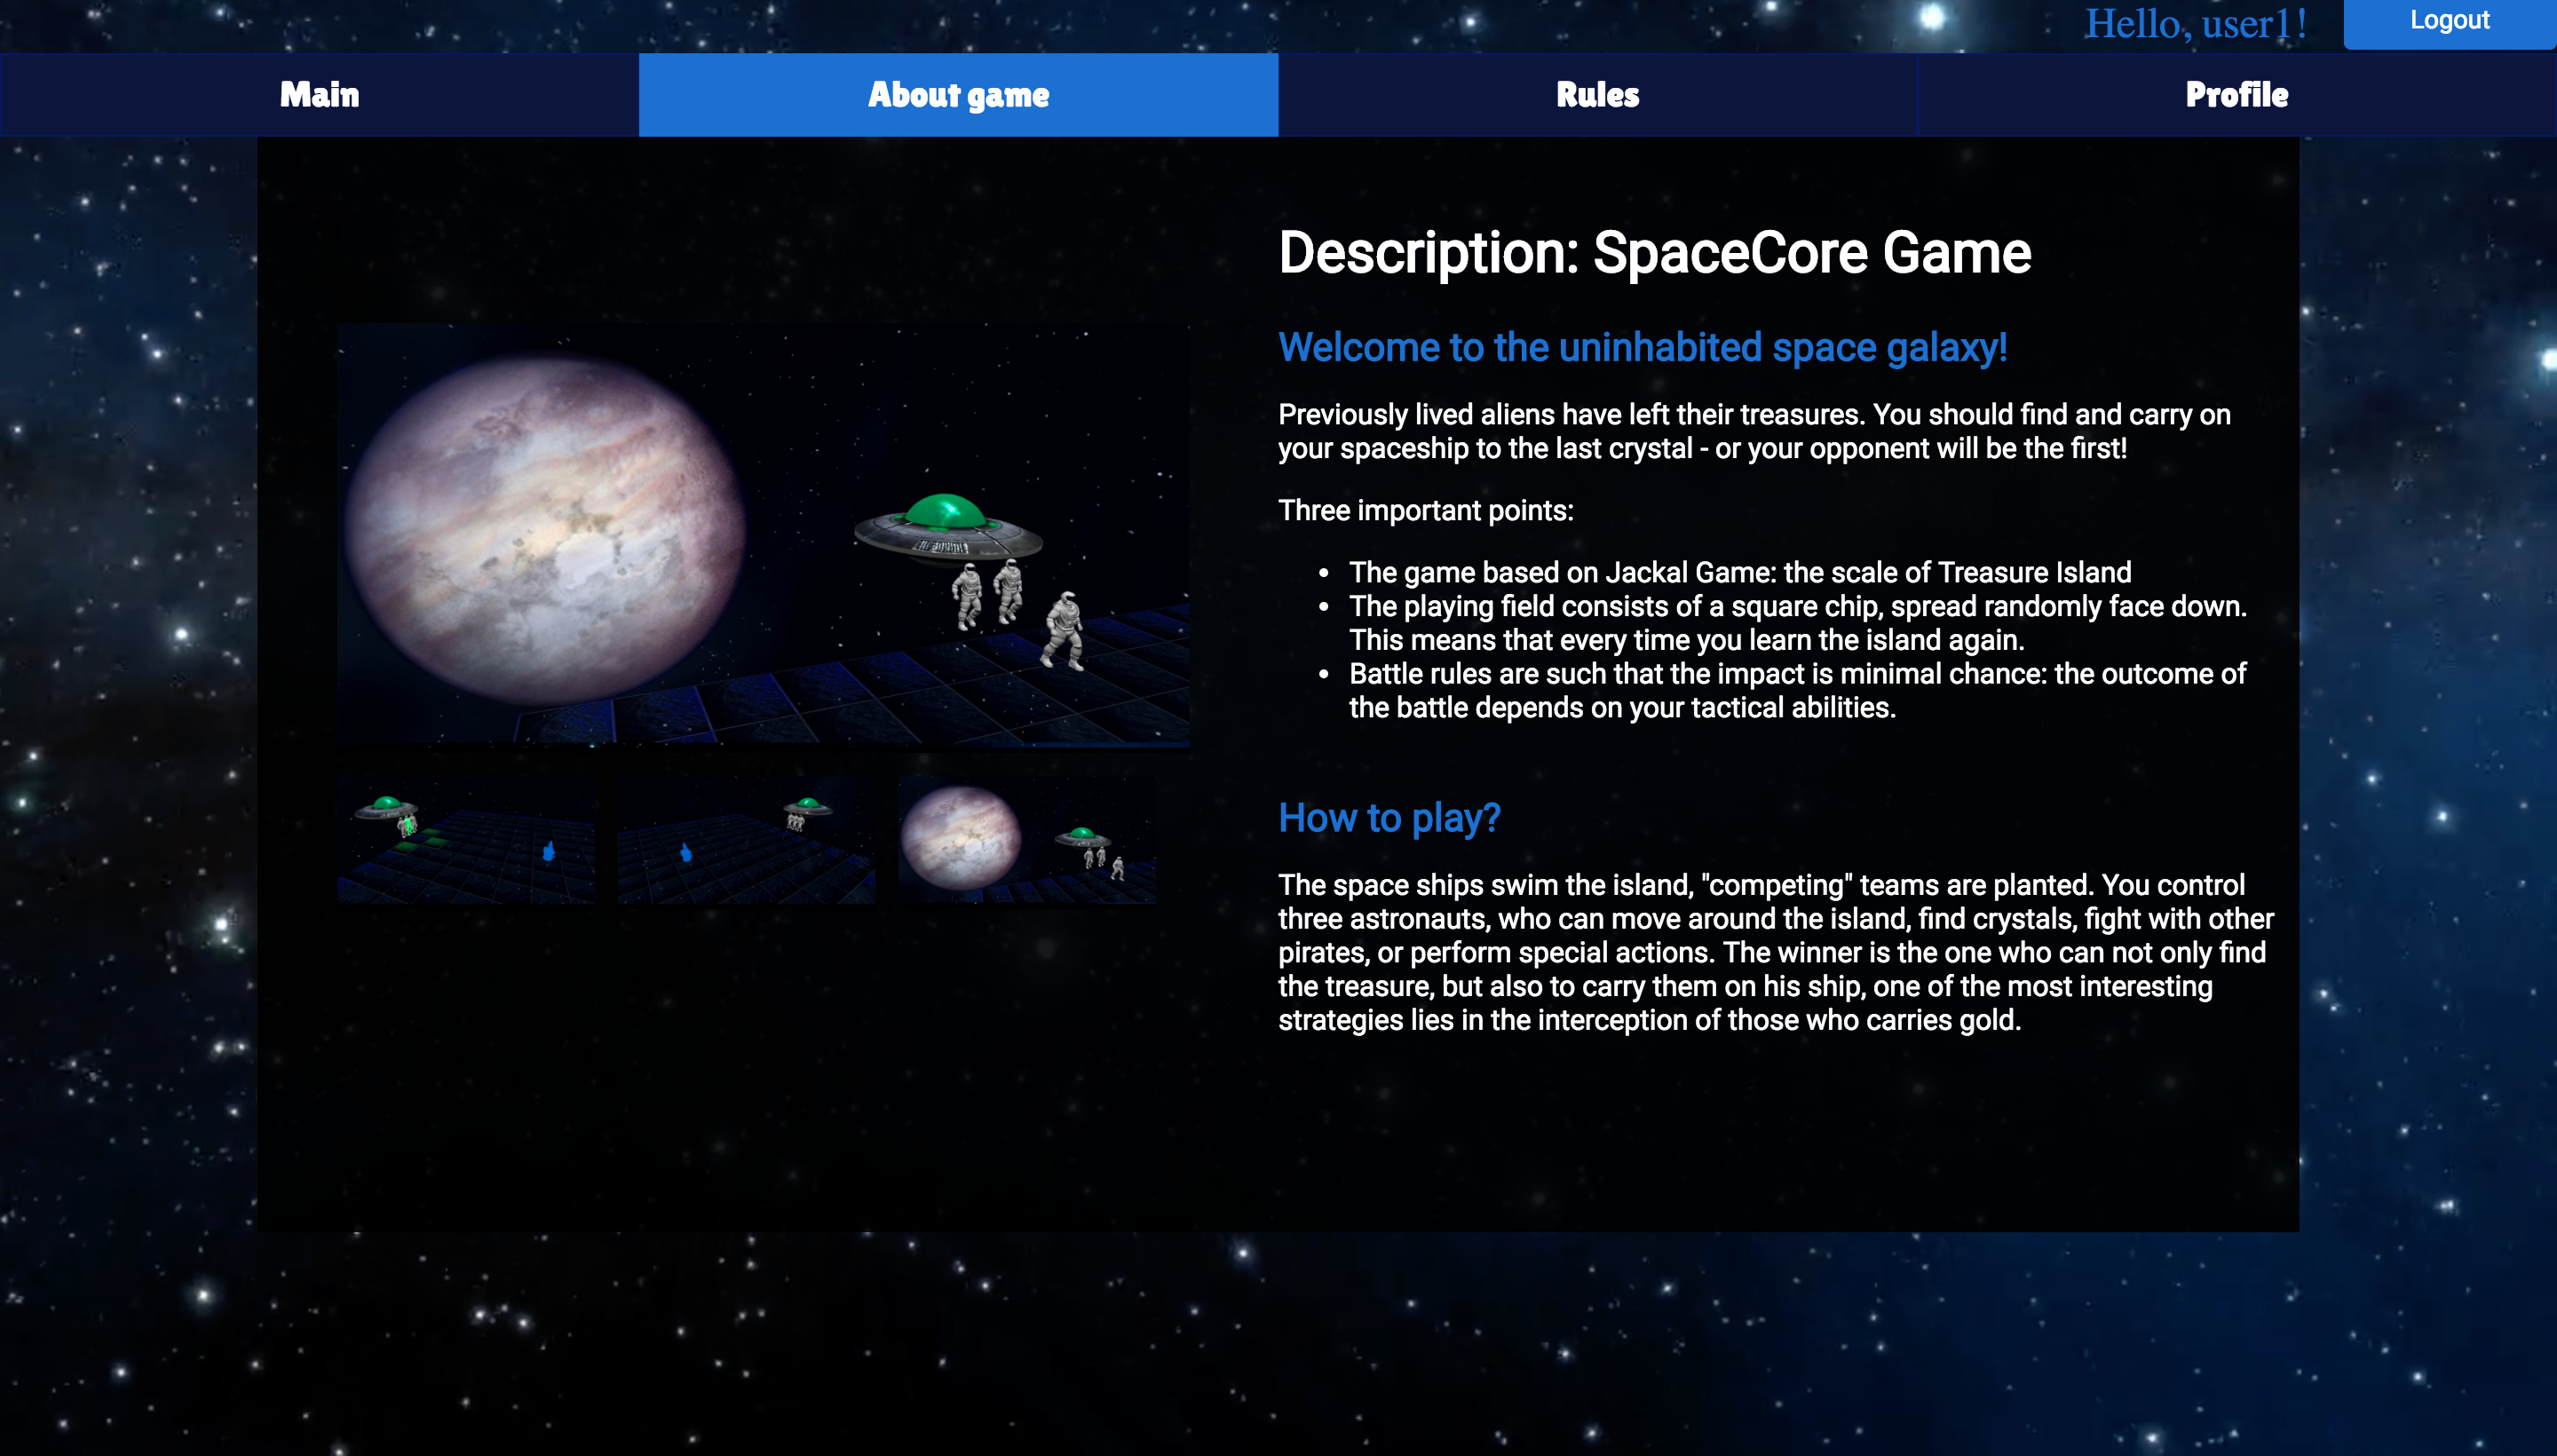 Hello, user1!
Logout
Main
About game
Rules
Profile
Description: SpaceCore Game
Welcome to the uninhabited space galaxy!
Previously lived aliens have left their treasures. You should find and carry on
your spaceship to the last crystal - or your opponent will be the first!
Three important points:
• The game based on Jackal Game: the scale of Treasure Island
• The playing field consists of a square chip, spread randomly face down.
This means that every time you learn the island again.
• Battle rules are such that the impact is minimal chance: the outcome of
the battle depends on your tactical abilities.
How to play?
The space ships swim the island, "competing" teams are planted. You control
three astronauts, who can move around the island, find crystals, fight with other
pirates, or perform special actions. The winner is the one who can not only find
the treasure, but also to carry them on his ship, one of the most interesting
strategies lies in the interception of those who carries gold.